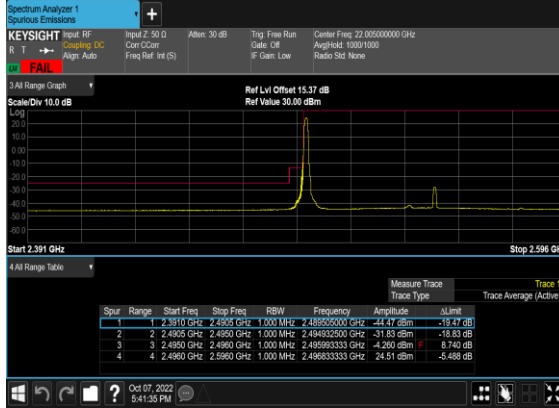 Spectrum Analyzer 1
Spurious Emissions
+
KEYSIGHT Input: RF Input Z: 50 Ω Atten: 30 dB Trig: Free Run Center Freq: 22.005000000 GHz
R T Coupling: DC Corr CCorr Gate: Off Avg|Hold: 1000/1000
Align: Auto Freq Ref: Int (S) IF Gain: Low Radio Std: None
FAIL
3 All Range Graph
Ref Lvl Offset 15.37 dB
Scale/Div 10.0 dB Ref Value 30.00 dBm
Log
20.0
10.0
0.00
-10.0
-20.0
-30.0
-40.0
-50.0
-60.0
Start 2.391 GHz Stop 2.596 GH
4 All Range Table
Measure Trace Trace 1
Trace Type Trace Average (Active
Spur Range Start Freq Stop Freq RBW Frequency Amplitude ΔLimit
1 1 2.3910 GHz 2.4905 GHz 1.000 MHz 2.489505000 GHz -44.47 dBm -19.47 dB
2 2 2.4905 GHz 2.4950 GHz 1.000 MHz 2.494932500 GHz -31.83 dBm -18.83 dB
3 3 2.4950 GHz 2.4960 GHz 1.000 MHz 2.495993333 GHz -4.260 dBm F 8.740 dB
4 4 2.4960 GHz 2.5960 GHz 1.000 MHz 2.496833333 GHz 24.51 dBm -5.488 dB
? Oct 07, 2022
5:41:35 PM